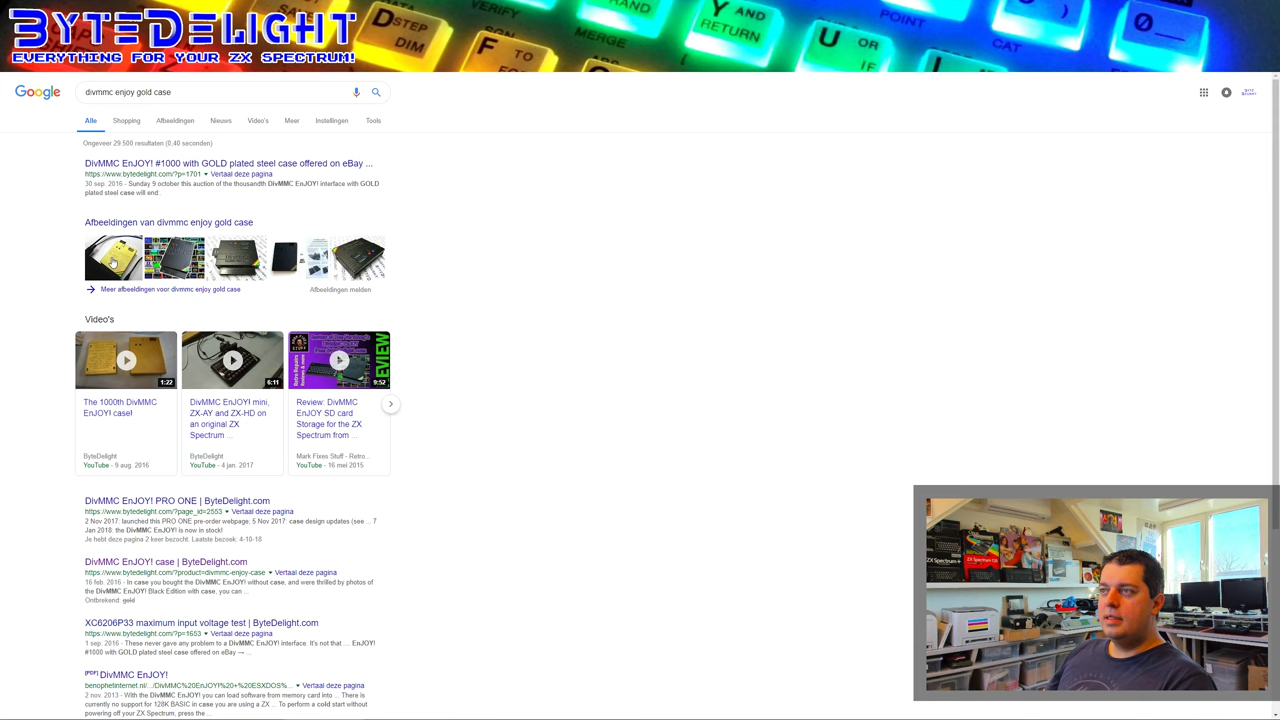 BYTEDELIGHT
EVERYTHING FOR YOUR ZX SPECTRUM!
STEP
DIM
F
VERIFY
MERGE
Y AND
RETURN
U OR
IF
POINT
CAT
I
0
Google
divmmc enjoy gold case
Alle Shopping Afbeeldingen Nieuws Video's Meer Instellingen Tools
Ongeveer 29.500 resultaten (0,40 seconden)
DivMMC EnJOY! #1000 with GOLD plated steel case offered on eBay ...
https://www.bytedelight.com/?p=1701 ▾ Vertaal deze pagina
30 sep. 2016 - Sunday 9 october this auction of the thousandth DivMMC EnJOY! interface with GOLD
plated steel case will end.
Afbeeldingen van divmmc enjoy gold case
Meer afbeeldingen voor divmmc enjoy gold case
Afbeeldingen melden
Video's
1:22
The 1000th DivMMC
EnJOY! case!
ByteDelight
YouTube - 9 aug. 2016
6:11
DivMMC EnJOY! mini,
ZX-AY and ZX-HD on
an original ZX
Spectrum ...
ByteDelight
YouTube - 4 jan. 2017
REVIEW
9:52
Review: DivMMC
EnJOY SD card
Storage for the ZX
Spectrum from ...
Mark Fixes Stuff - Retro...
YouTube - 16 mei 2015
DivMMC EnJOY! PRO ONE | ByteDelight.com
https://www.bytedelight.com/?page_id=2553 ▾ Vertaal deze pagina
2 Nov 2017: launched this PRO ONE pre-order webpage; 5 Nov 2017: case design updates (see ... 7
Jan 2018: the DivMMC EnJOY! is now in stock!
Je hebt deze pagina 2 keer bezocht. Laatste bezoek: 4-10-18
DivMMC EnJOY! case | ByteDelight.com
https://www.bytedelight.com/?product=divmmc-enjoy-case ▾ Vertaal deze pagina
16 feb. 2016 - In case you bought the DivMMC EnJOY! without case, and were thrilled by photos of
the DivMMC EnJOY! Black Edition with case, you can ...
Ontbrekend: gold
XC6206P33 maximum input voltage test | ByteDelight.com
https://www.bytedelight.com/?p=1653 ▾ Vertaal deze pagina
1 sep. 2016 - These never gave any problem to a DivMMC EnJOY! interface. It's not that .... EnJOY!
#1000 with GOLD plated steel case offered on eBay → ...
[PDF] DivMMC EnJOY!
benophetinternet.nl/.../DivMMC%20EnJOY!%20+%20ESXDOS%... ▾ Vertaal deze pagina
2 nov. 2013 - With the DivMMC EnJOY! you can load software from memory card into ... There is
currently no support for 128K BASIC in case you are using a ZX ... To perform a cold start without
powering off your ZX Spectrum, press the ...
ZX Spectrum+